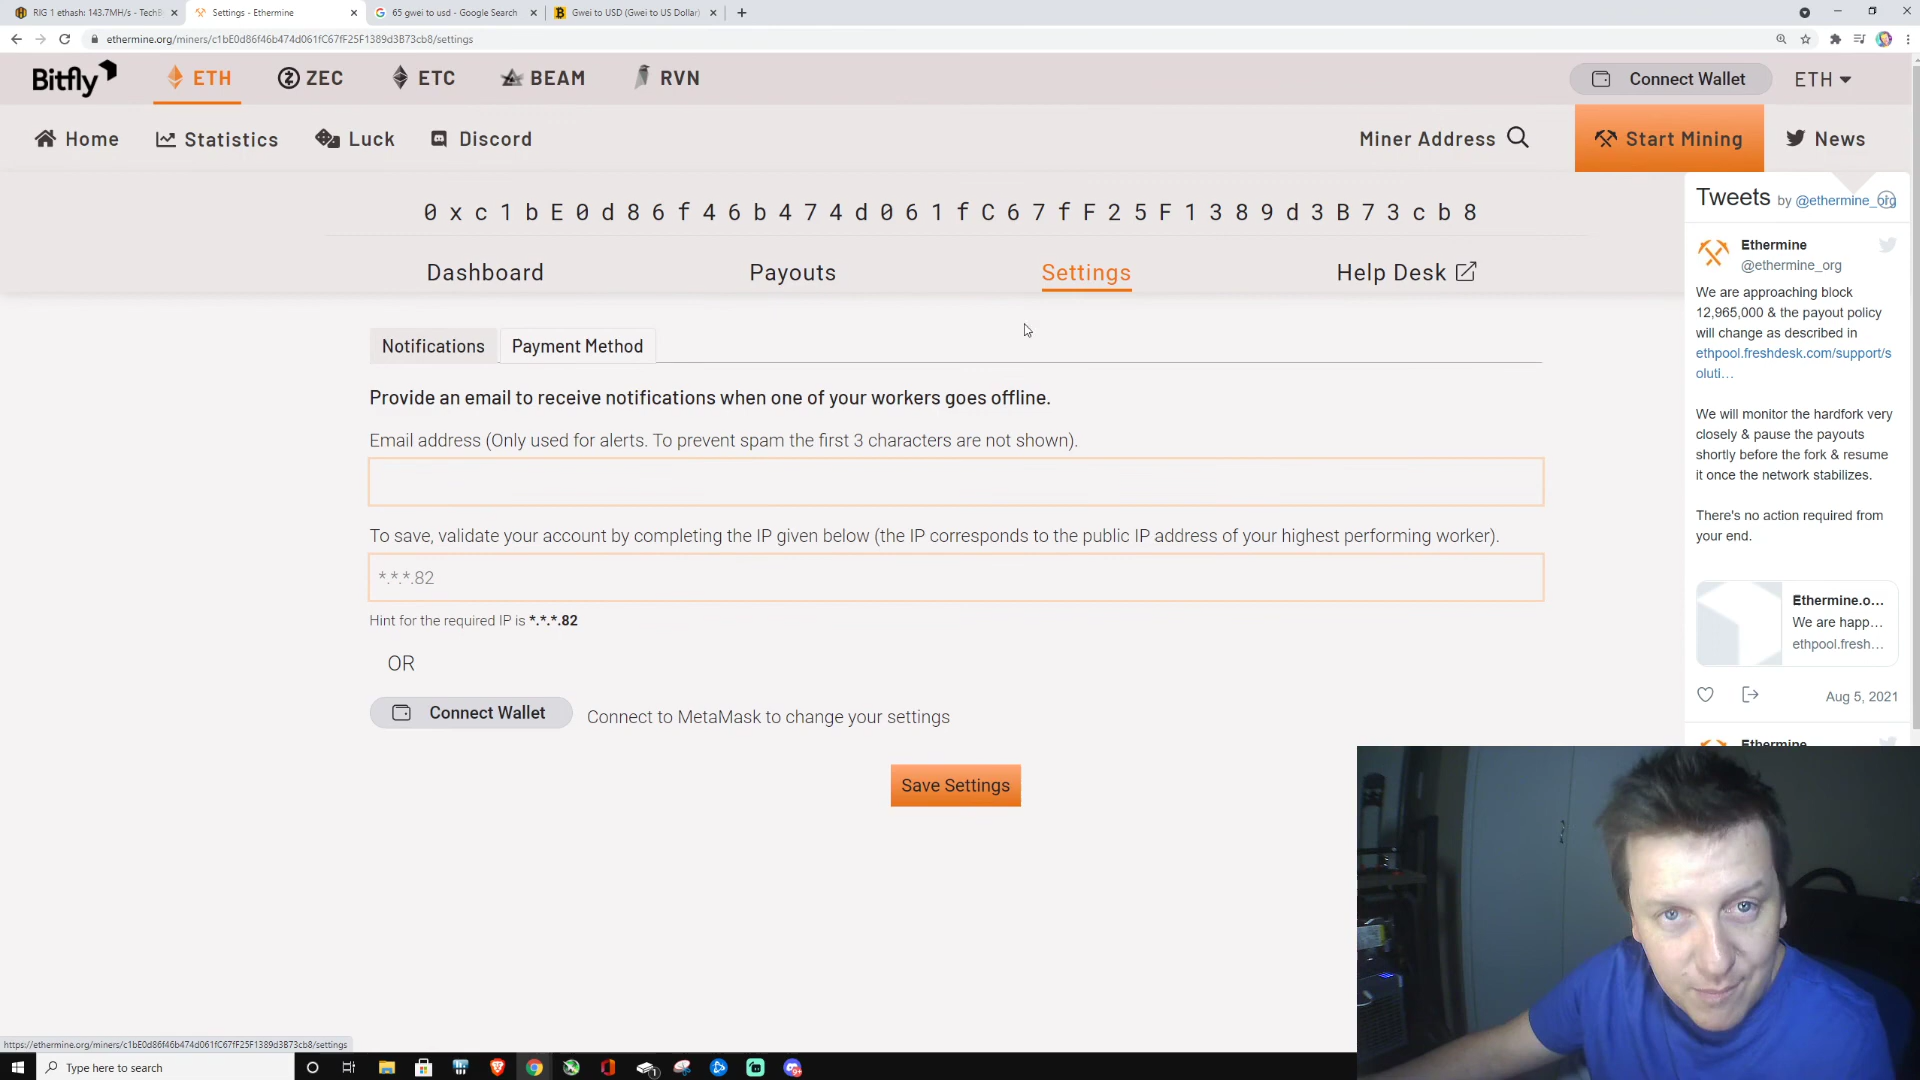 RIG 1 ethash: 143.7MH/s - TechB
Settings - Ethermine
65 gwei to usd - Google Search
Gwei to USD (Gwei to US Dollar)
ethermine.org/miners/c1bE0d86f46b474d061fC67fF25F1389d3B73cb8/settings
Bitfly
ETH
ZEC
ETC
BEAM
RVN
Connect Wallet
ETH
Home
Statistics
Luck
Discord
Miner Address
Start Mining
News
0xc1bE0d86f46b474d061fC67fF25F1389d3B73cb8
Dashboard
Payouts
Settings
Help Desk
Notifications
Payment Method
Provide an email to receive notifications when one of your workers goes offline.
Email address (Only used for alerts. To prevent spam the first 3 characters are not shown).
To save, validate your account by completing the IP given below (the IP corresponds to the public IP address of your highest performing worker).
*.*.*.82
Hint for the required IP is *.*.*.82
OR
Connect Wallet
Connect to MetaMask to change your settings
Save Settings
Tweets by @ethermine_org
Ethermine
@ethermine_org
We are approaching block
12,965,000 & the payout policy
will change as described in
ethpool.freshdesk.com/support/s
oluti…
We will monitor the hardfork very
closely & pause the payouts
shortly before the fork & resume
it once the network stabilizes.
There's no action required from
your end.
Ethermine.o…
We are happ…
ethpool.fresh…
Aug 5, 2021
Ethermine
https://ethermine.org/miners/c1bE0d86f46b474d061fC67fF25F1389d3B73cb8/settings
Type here to search